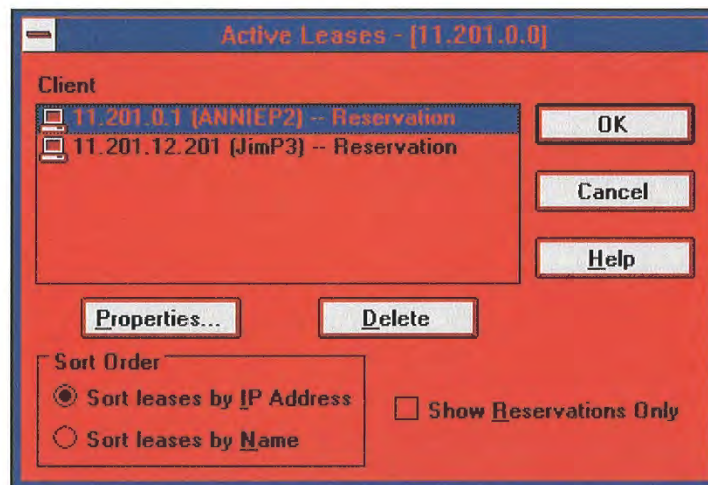 Active Leases - [11.201.0.0]
Client
11.201.0.1 (ANNIEP2) -- Reservation
11.201.12.201 (JimP3) -- Reservation
OK
Cancel
Help
Properties...
Delete
Sort Order
Sort leases by IP Address
Sort leases by Name
Show Reservations Only